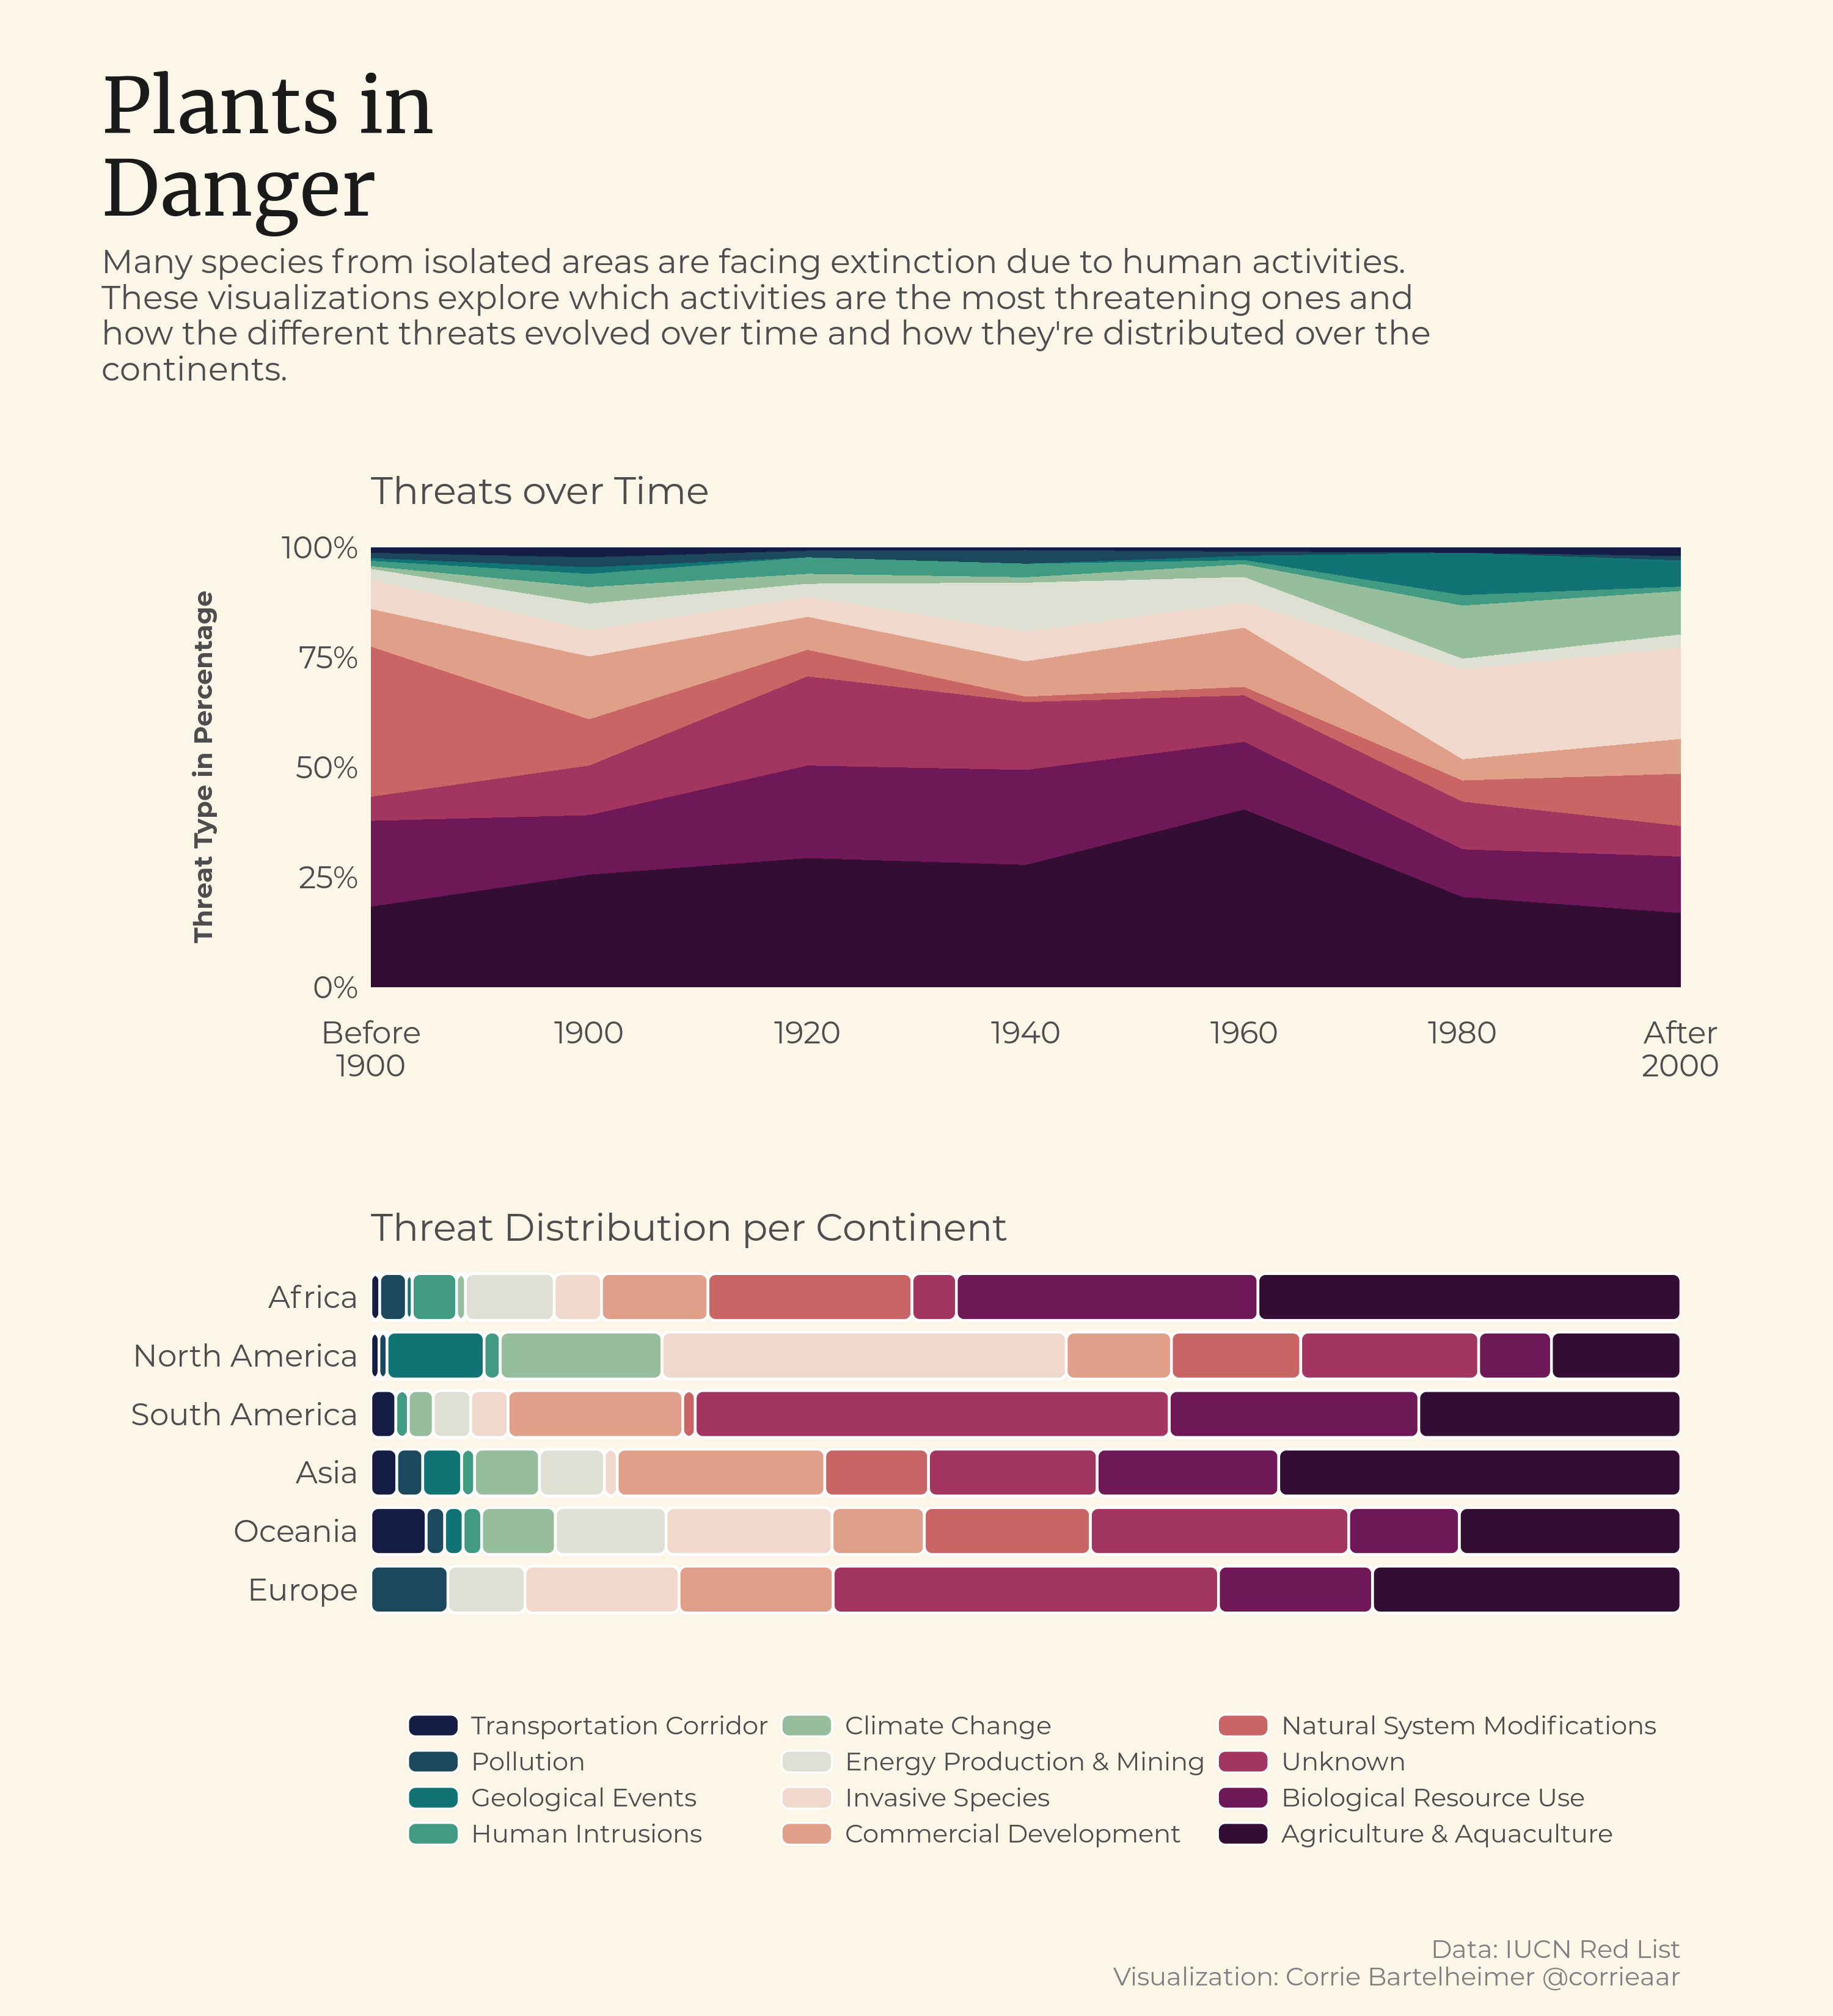 Plants in
Danger
Many species from isolated areas are facing extinction due to human activities.
These visualizations explore which activities are the most threatening ones and
how the different threats evolved over time and how they're distributed over the
continents.
Threats over Time
Threat Type in Percentage
100%
75%
50%
25%
0%
Before
1900
1900
1920
1940
1960
1980
After
2000
Threat Distribution per Continent
Africa
North America
South America
Asia
Oceania
Europe
Transportation Corridor
Pollution
Geological Events
Human Intrusions
Climate Change
Energy Production & Mining
Invasive Species
Commercial Development
Natural System Modifications
Unknown
Biological Resource Use
Agriculture & Aquaculture
Data: IUCN Red List
Visualization: Corrie Bartelheimer @corrieaar